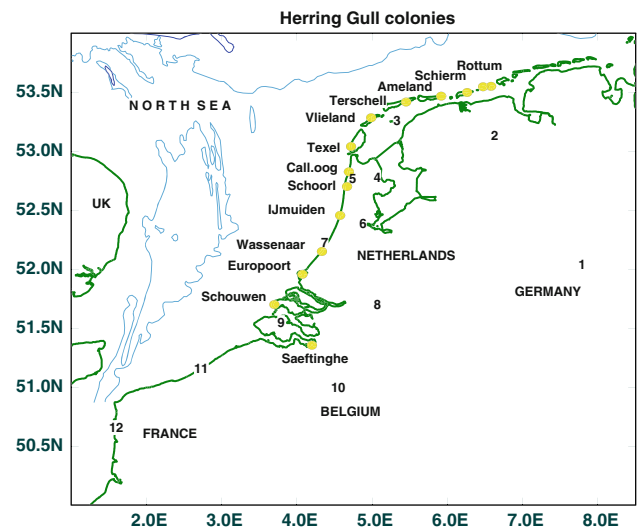 Herring Gull colonies
Rottum
Schierm
Ameland
53.5N
Terschell
NORTH SEA
Vlieland
3
2
53.0N
Texel
Call.oog
4
5
Schoorl
52.5N
UK
IJmuiden
6
7
Wassenaar
NETHERLANDS
52.0N
Europoort
1
GERMANY
Schouwen
8
51.5N
9
Saeftinghe
11
51.0N
10
BELGIUM
12
FRANCE
50.5N
2.0E 3.0E 4.0E 5.0E 6.0E 7.0E 8.0E